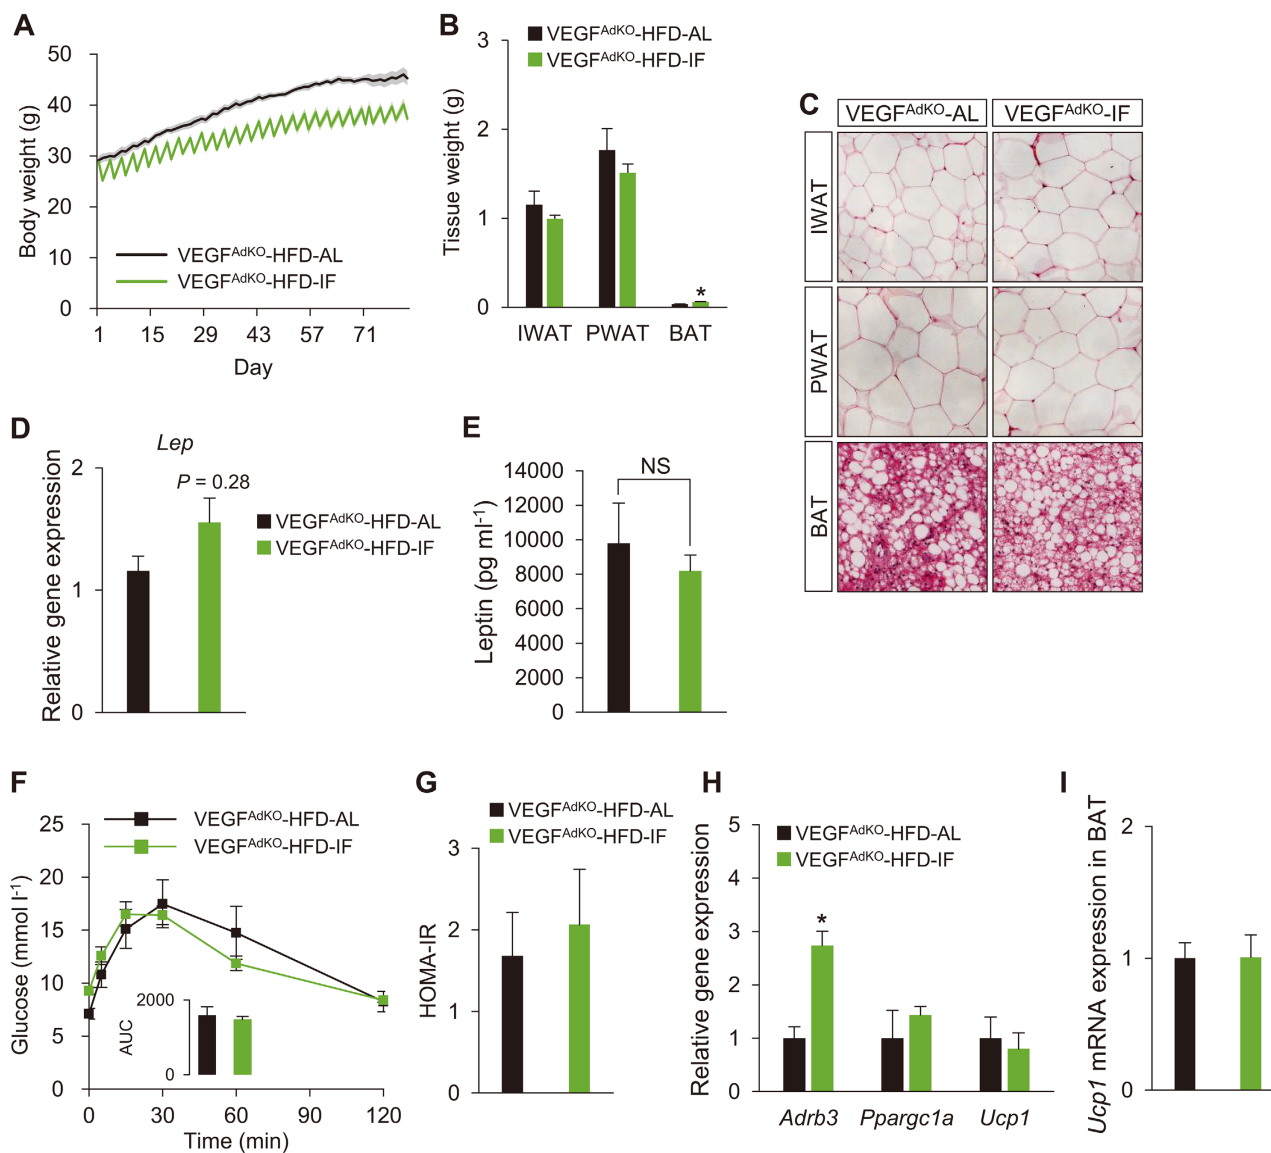 A
50
40
30
20
10
0
Body weight (g)
VEGFAdKO-HFD-AL
VEGFAdKO-HFD-IF
1 15 29 43 57 71
Day
B
VEGFAdKO-HFD-AL
VEGFAdKO-HFD-IF
3
2
1
0
Tissue weight (g)
*
IWAT PWAT BAT
C
VEGFAdKO-AL VEGFAdKO-IF
IWAT
PWAT
BAT
D
Lep
P = 0.28
2
1
0
Relative gene expression
VEGFAdKO-HFD-AL
VEGFAdKO-HFD-IF
E
NS
14000
12000
10000
8000
6000
4000
2000
0
Leptin (pg ml-1)
F
VEGFAdKO-HFD-AL
VEGFAdKO-HFD-IF
25
20
15
10
5
0
Glucose (mmol l-1)
2000
0
AUC
0 30 60 90 120
Time (min)
G
VEGFAdKO-HFD-AL
VEGFAdKO-HFD-IF
3
2
1
0
HOMA-IR
H
VEGFAdKO-HFD-AL
VEGFAdKO-HFD-IF
5
4
3
2
1
0
Relative gene expression
*
Adrb3 Ppargc1a Ucp1
I
2
1
0
Ucp1 mRNA expression in BAT